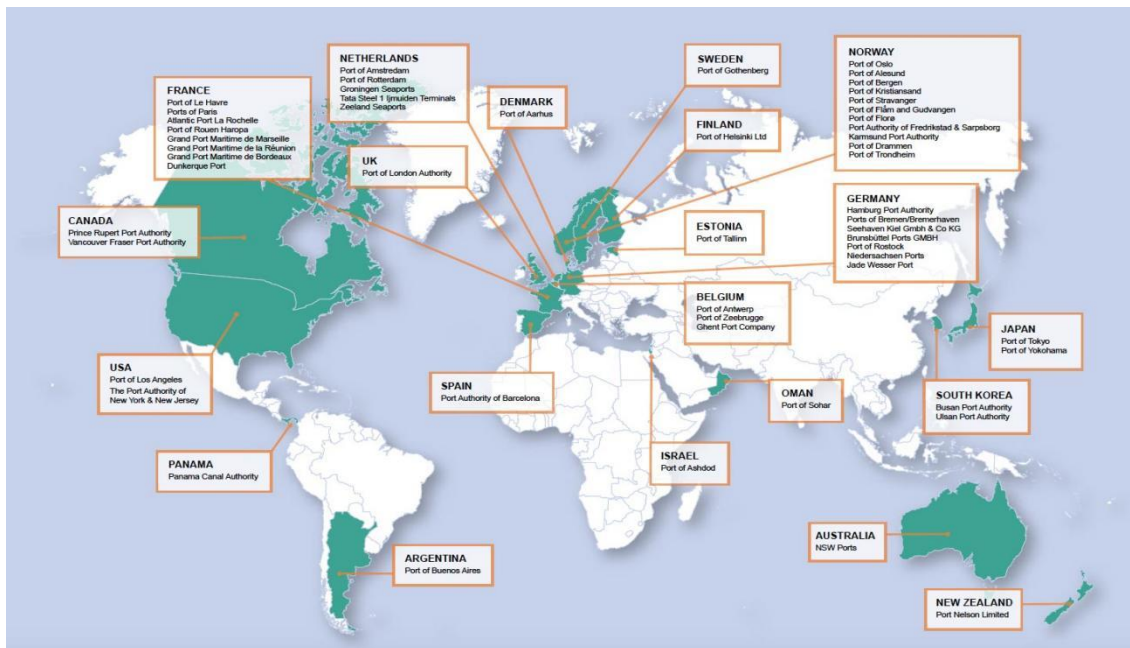 FRANCE
Port of Le Havre
Ports of Paris
Atlantic Port La Rochelle
Port of Rouen Haropa
Grand Port Maritime de Marseille
Grand Port Maritime de la Réunion
Grand Port Maritime de Bordeaux
Dunkerque Port
NETHERLANDS
Port of Amstredam
Port of Rotterdam
Groningen Seaports
Tata Steel 1 Ijmuiden Terminals
Zeeland Seaports
DENMARK
Port of Aarhus
SWEDEN
Port of Gothenberg
FINLAND
Port of Helsinki Ltd
NORWAY
Port of Oslo
Port of Alesund
Port of Bergen
Port of Kristiansand
Port of Stravanger
Port of Flåm and Gudvangen
Port of Florø
Port Authority of Fredrikstad & Sarpsborg
Karmsund Port Authority
Port of Drammen
Port of Trondheim
UK
Port of London Authority
CANADA
Prince Rupert Port Authority
Vancouver Fraser Port Authority
ESTONIA
Port of Tallinn
GERMANY
Hamburg Port Authority
Ports of Bremen/Bremerhaven
Seehaven Kiel Gmbh & Co KG
Brunsbüttel Ports GMBH
Port of Rostock
Niedersachsen Ports
Jade Wesser Port
BELGIUM
Port of Antwerp
Port of Zeebrugge
Ghent Port Company
JAPAN
Port of Tokyo
Port of Yokohama
USA
Port of Los Angeles
The Port Authority of
New York & New Jersey
SPAIN
Port Authority of Barcelona
OMAN
Port of Sohar
SOUTH KOREA
Busan Port Authority
Ulsan Port Authority
PANAMA
Panama Canal Authority
ISRAEL
Port of Ashdod
ARGENTINA
Port of Buenos Aires
AUSTRALIA
NSW Ports
NEW ZEALAND
Port Nelson Limited